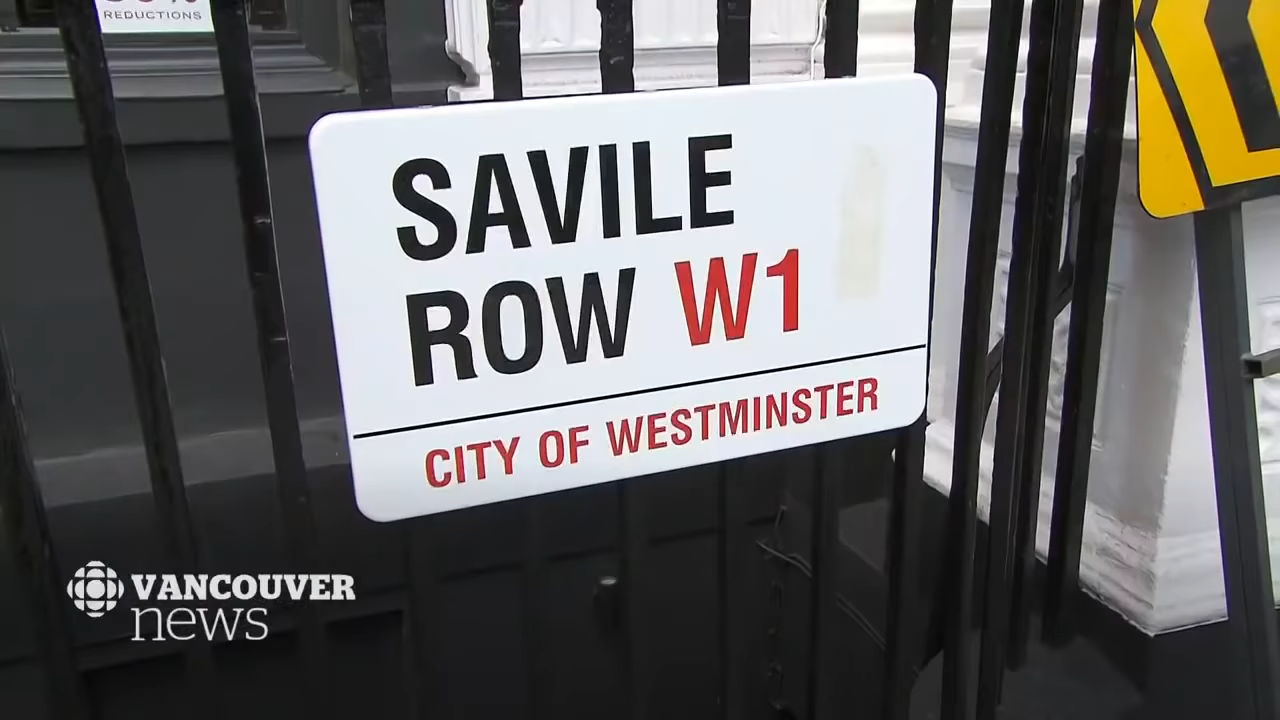 REDUCTIONS
SAVILE
ROW W1
CITY OF WESTMINSTER
VANCOUVER
news